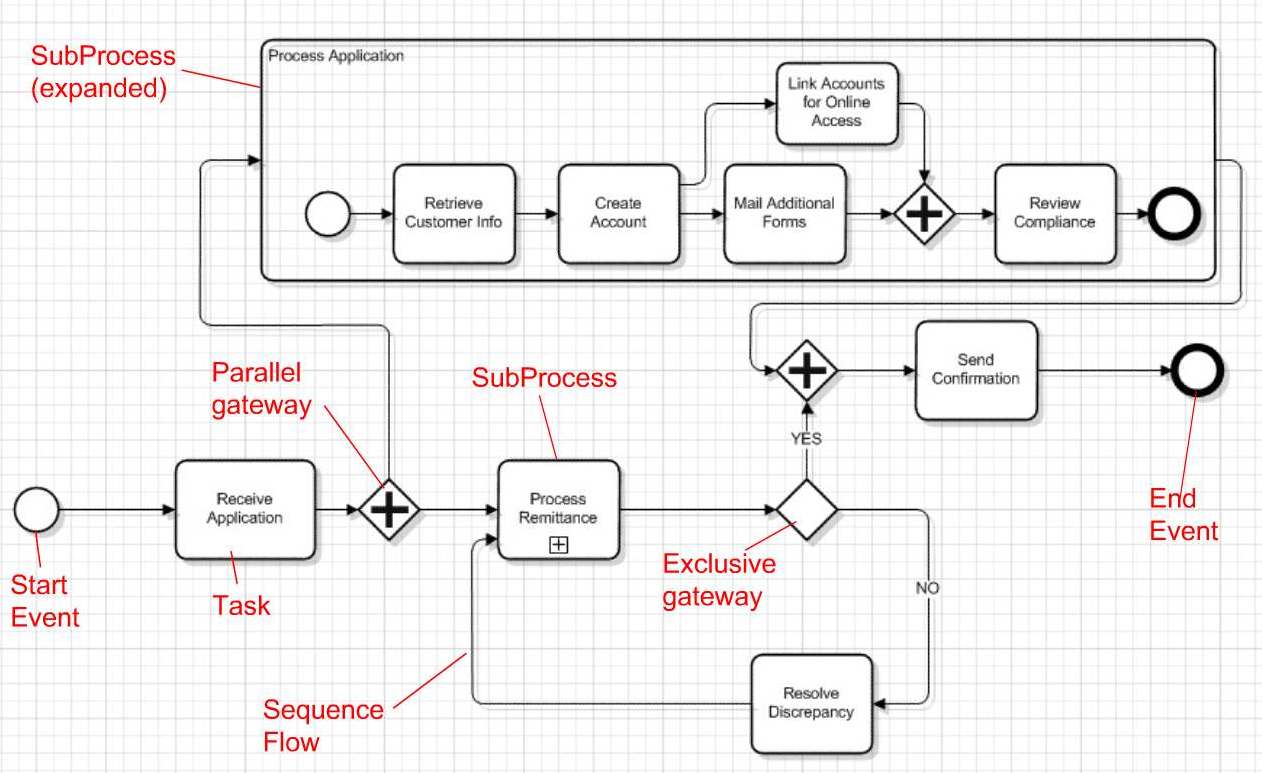 SubProcess
(expanded)
Process Application
Link Accounts
for Online
Access
Retrieve
Customer Info
Create
Account
Mail Additional
Forms
Review
Compliance
Parallel
gateway
SubProcess
Send
Confirmation
YES
Receive
Application
Process
Remittance
End
Event
Exclusive
gateway
Start
Event
Task
NO
Sequence
Flow
Resolve
Discrepancy